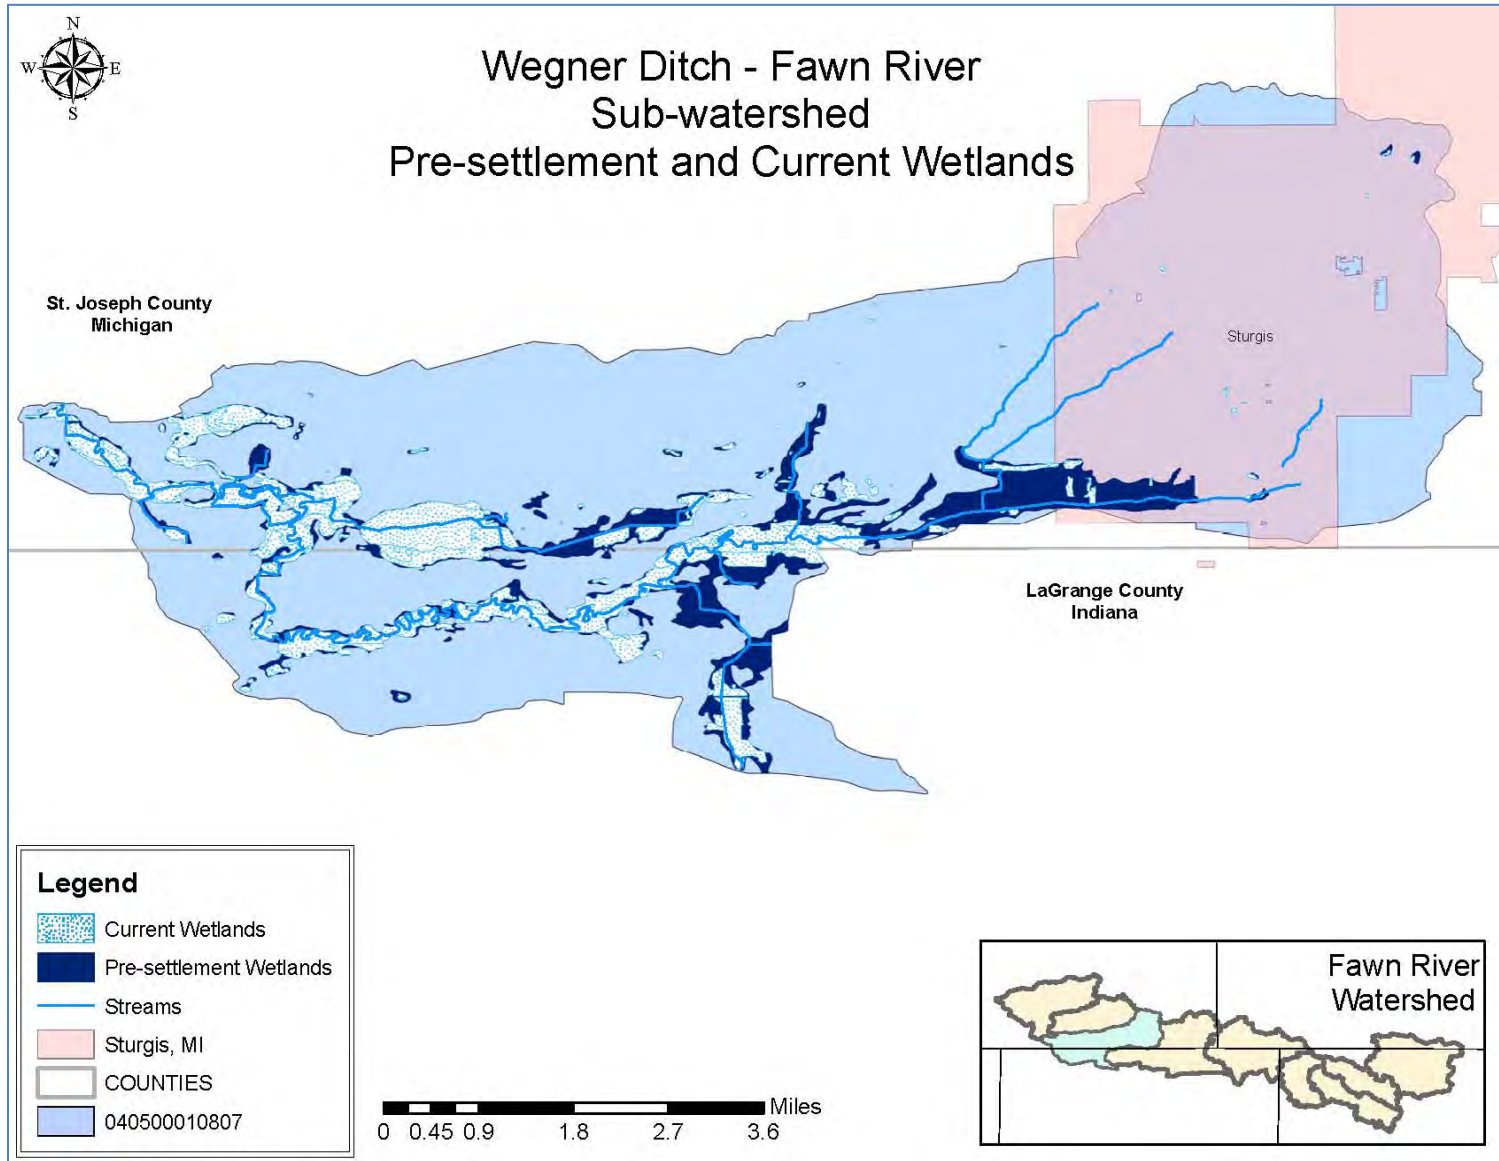 N
W E
S
Wegner Ditch - Fawn River
Sub-watershed
Pre-settlement and Current Wetlands
St. Joseph County
Michigan
Sturgis
LaGrange County
Indiana
Legend
Current Wetlands
Pre-settlement Wetlands
Streams
Sturgis, MI
COUNTIES
040500010807
Miles
0 0.45 0.9 1.8 2.7 3.6
Fawn River
Watershed